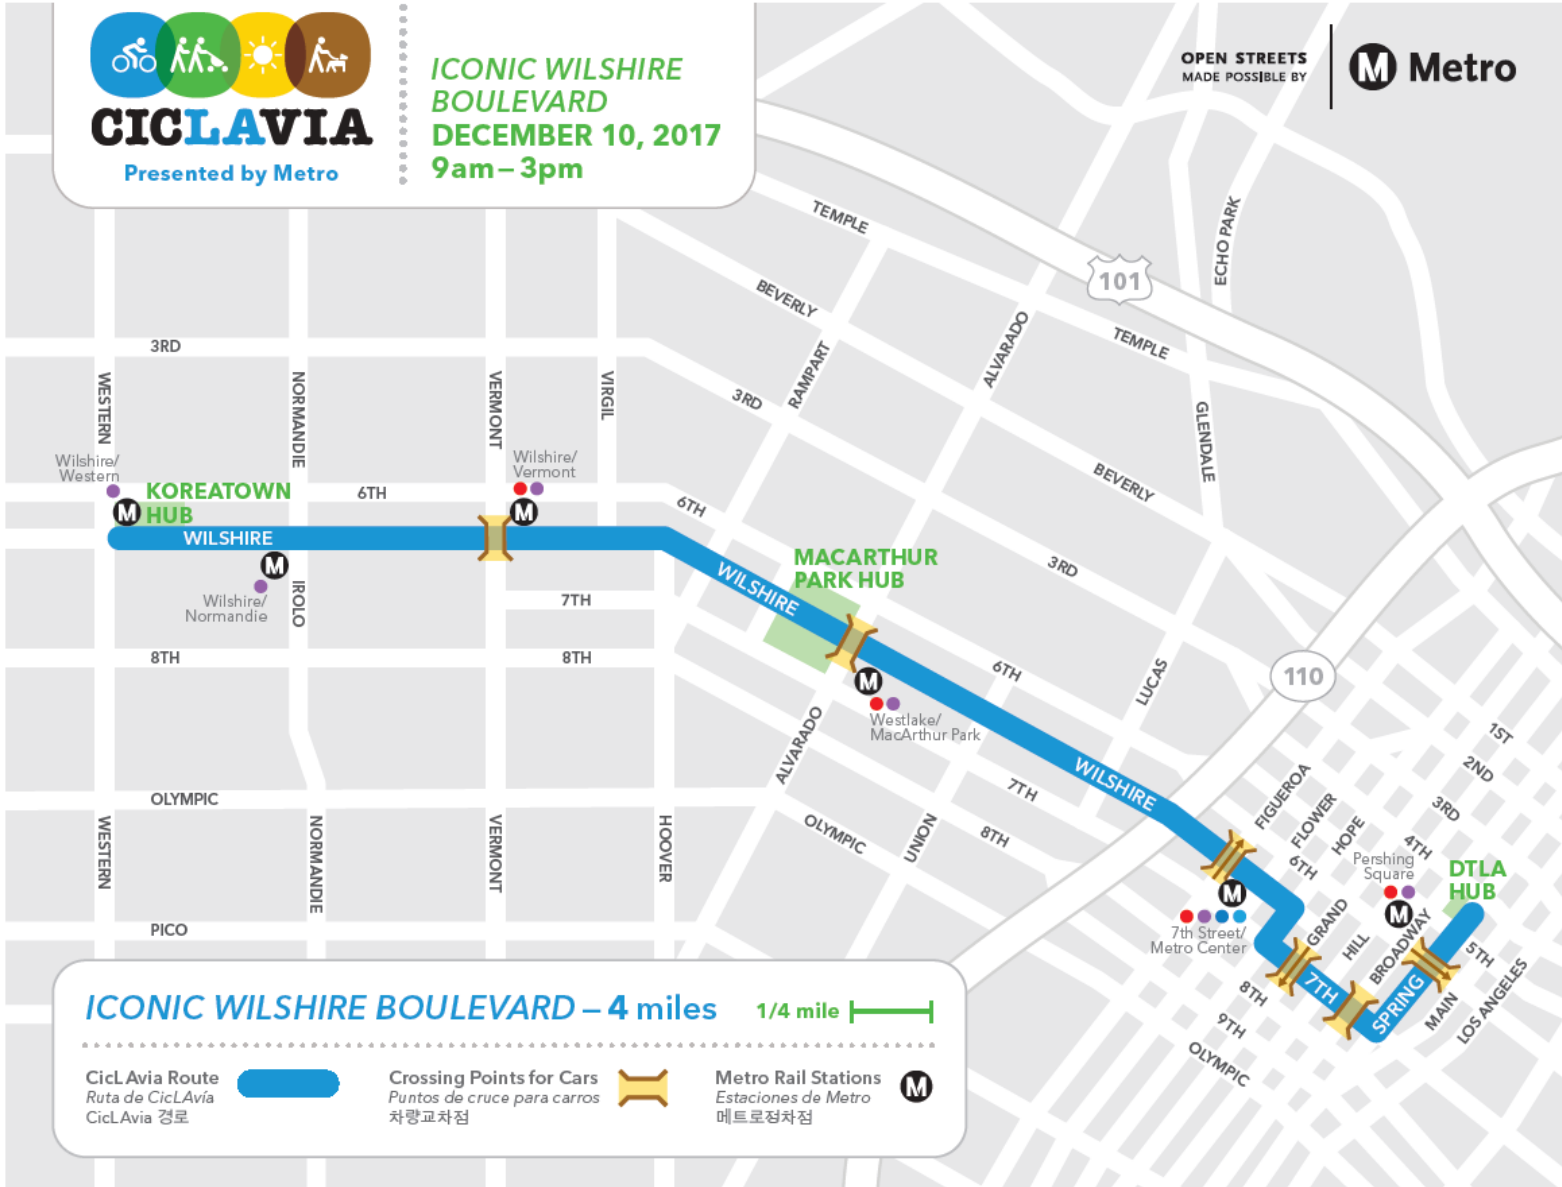 CICLAVIA
Presented by Metro
ICONIC WILSHIRE
BOULEVARD
DECEMBER 10, 2017
9am–3pm
OPEN STREETS
MADE POSSIBLE BY
M Metro
TEMPLE
ECHO PARK
101
BEVERLY
TEMPLE
ALVARADO
3RD
RAMPART
WESTERN
NORMANDIE
VERMONT
VIRGIL
3RD
GLENDALE
Wilshire/
Western
Wilshire/
Vermont
BEVERLY
KOREATOWN
HUB
M
6TH
M
6TH
WILSHIRE
M
Wilshire/
Normandie
IROLO
WILSHIRE
MACARTHUR
PARK HUB
3RD
7TH
8TH
8TH
6TH
LUCAS
110
M
Westlake/
MacArthur Park
ALVARADO
1ST
2ND
3RD
4TH
WILSHIRE
7TH
OLYMPIC
FIGUEROA
FLOWER
HOPE
6TH
WESTERN
NORMANDIE
VERMONT
HOOVER
OLYMPIC
UNION
8TH
Pershing
Square
M
DTLA
HUB
M
7th Street/
Metro Center
GRAND
HILL
BROADWAY
5TH
PICO
8TH
7TH
SPRING
MAIN
LOS ANGELES
9TH
OLYMPIC
ICONIC WILSHIRE BOULEVARD – 4 miles
1/4 mile
CicLAvia Route
Ruta de CicLAvía
CicLAvia 경로
Crossing Points for Cars
Puntos de cruce para carros
차량교차점
Metro Rail Stations
Estaciones de Metro
메트로정차점
M